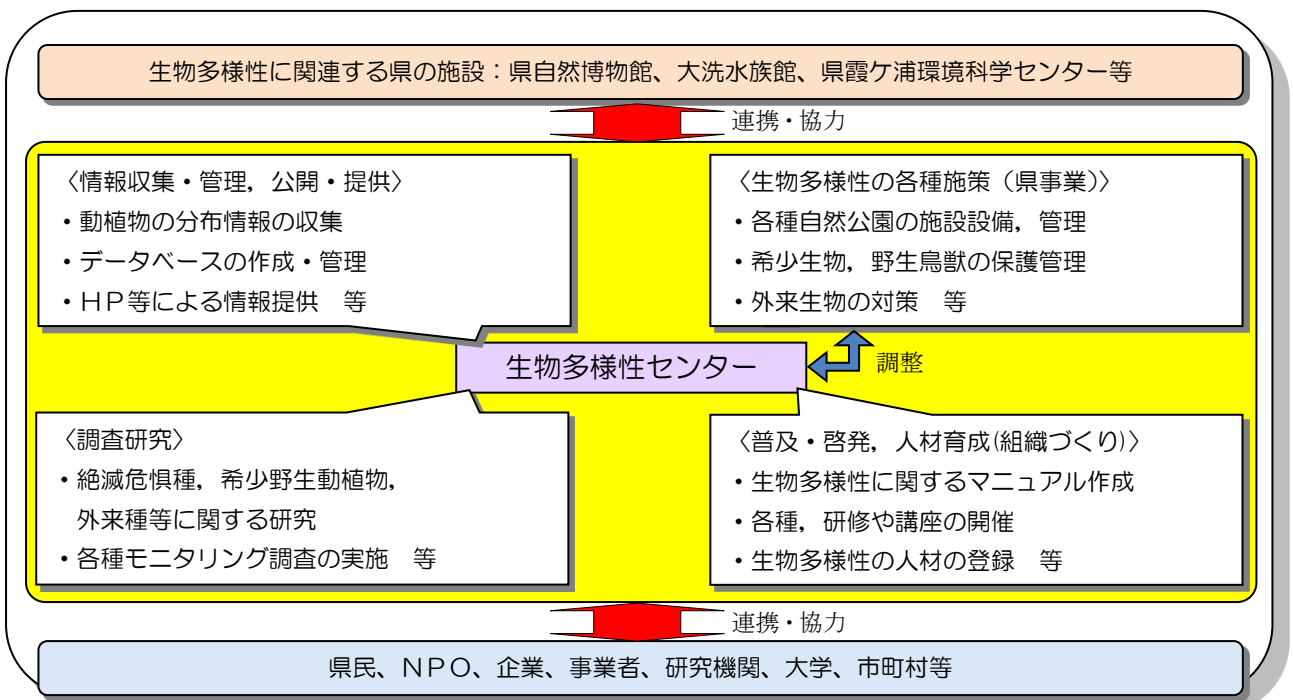 生物多様性に関連する県の施設：県自然博物館、大洗水族館、県霞ケ浦環境科学センター等
連携・協力
〈情報収集・管理，公開・提供〉
・動植物の分布情報の収集
・データベースの作成・管理
・ＨＰ等による情報提供　等
〈生物多様性の各種施策（県事業）〉
・各種自然公園の施設設備，管理
・希少生物，野生鳥獣の保護管理
・外来生物の対策　等
生物多様性センター
調整
〈調査研究〉
・絶滅危惧種，希少野生動植物，
外来種等に関する研究
・各種モニタリング調査の実施　等
〈普及・啓発，人材育成(組織づくり)〉
・生物多様性に関するマニュアル作成
・各種，研修や講座の開催
・生物多様性の人材の登録　等
連携・協力
県民、ＮＰＯ、企業、事業者、研究機関、大学、市町村等